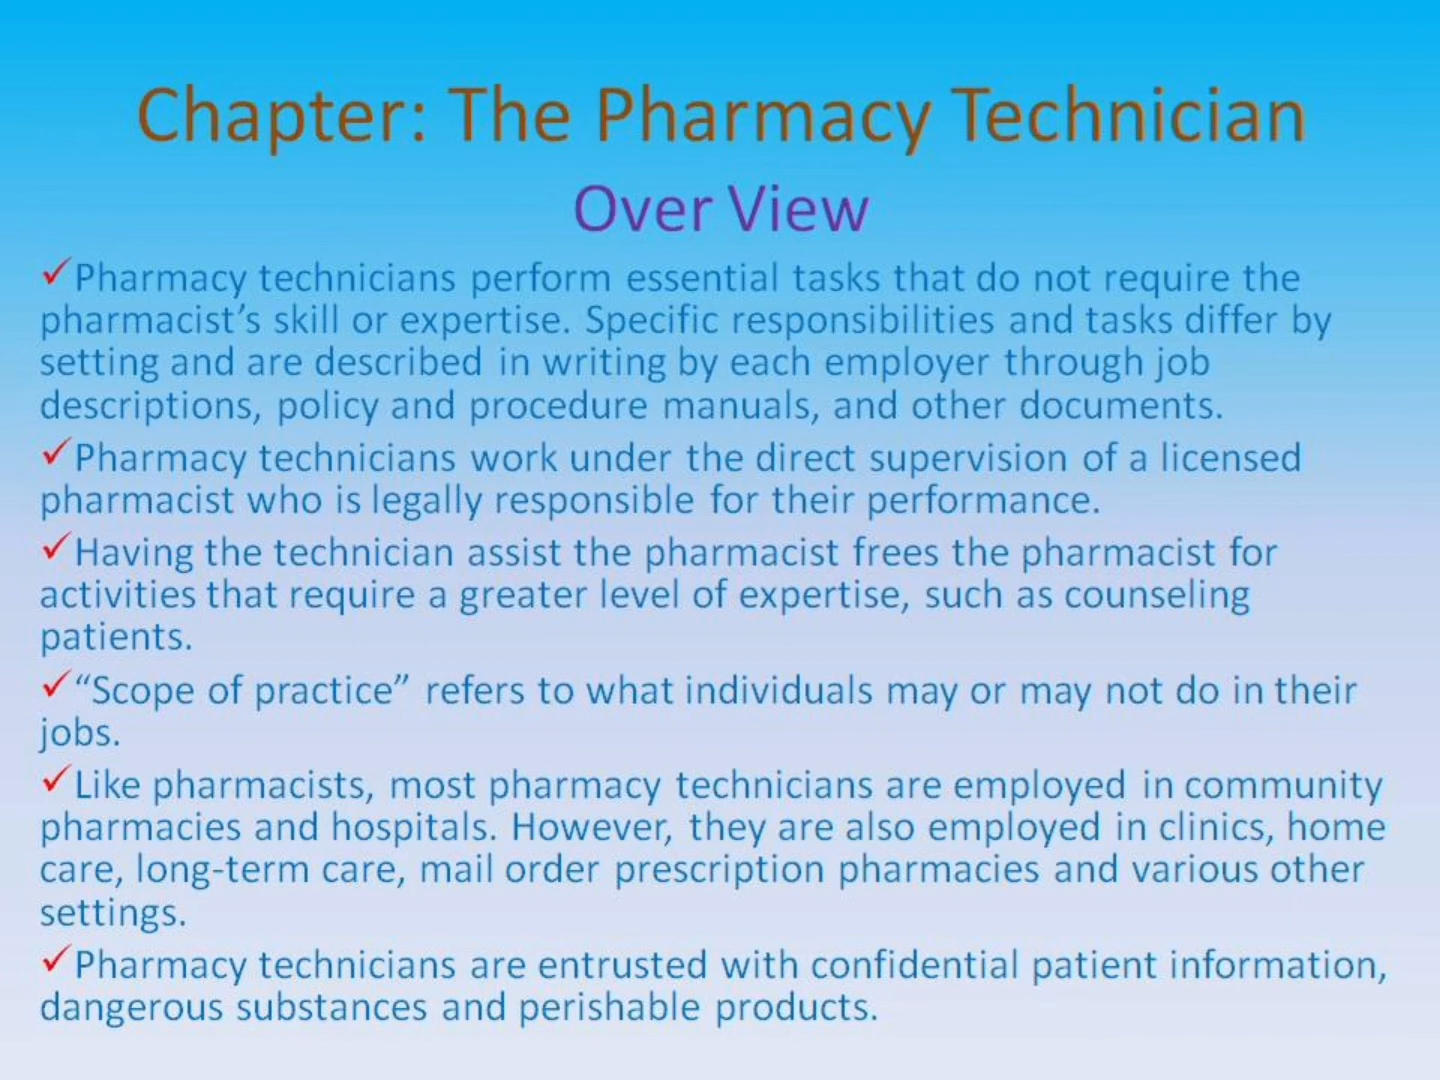 Chapter: The Pharmacy Technician
Over View
✓Pharmacy technicians perform essential tasks that do not require the
pharmacist’s skill or expertise. Specific responsibilities and tasks differ by
setting and are described in writing by each employer through job
descriptions, policy and procedure manuals, and other documents.
✓Pharmacy technicians work under the direct supervision of a licensed
pharmacist who is legally responsible for their performance.
✓Having the technician assist the pharmacist frees the pharmacist for
activities that require a greater level of expertise, such as counseling
patients.
✓“Scope of practice” refers to what individuals may or may not do in their
jobs.
✓Like pharmacists, most pharmacy technicians are employed in community
pharmacies and hospitals. However, they are also employed in clinics, home
care, long-term care, mail order prescription pharmacies and various other
settings.
✓Pharmacy technicians are entrusted with confidential patient information,
dangerous substances and perishable products.